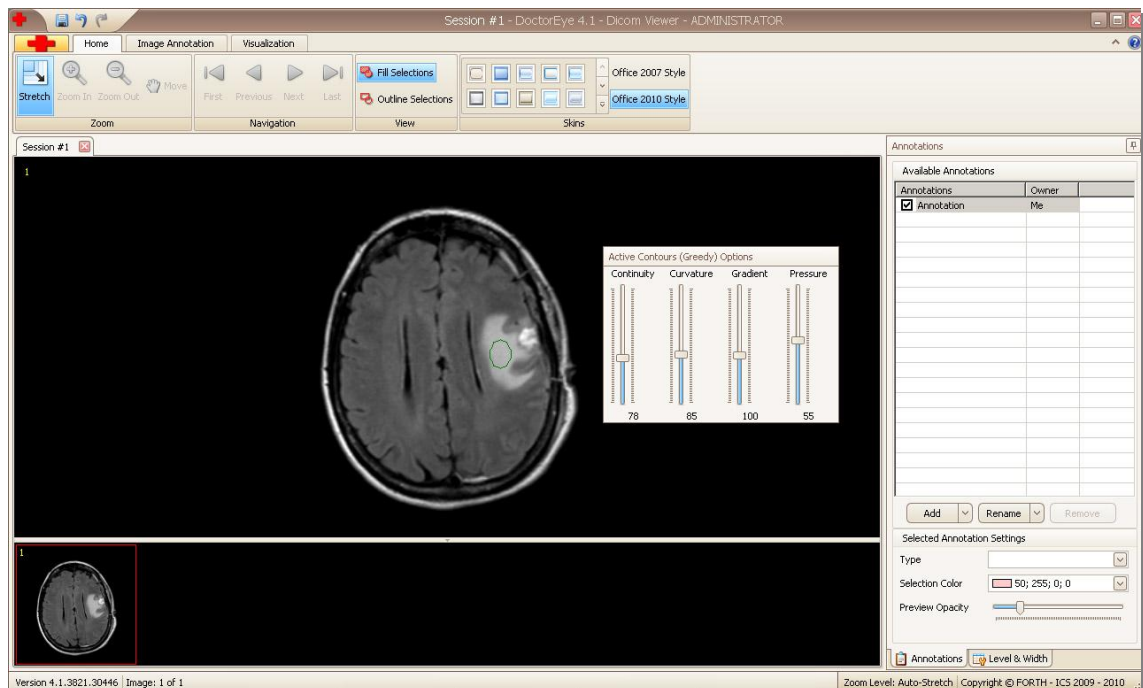 Session #1 - DoctorEye 4.1 - Dicom Viewer - ADMINISTRATOR
Home Image Annotation Visualization
Stretch Zoom In Zoom Out Move
First Previous Next Last
Fill Selections
Outline Selections
Office 2007 Style
Office 2010 Style
Zoom Navigation View Skins
Session #1
1
Active Contours (Greedy) Options
Continuity Curvature Gradient Pressure
78 85 100 55
1
Annotations
Available Annotations
Annotations Owner
Annotation Me
Add Rename Remove
Selected Annotation Settings
Type
Selection Color 50; 255; 0; 0
Preview Opacity
Annotations Level & Width
Version 4.1.3821.30446 Image: 1 of 1 Zoom Level: Auto-Stretch Copyright © FORTH - ICS 2009 - 2010